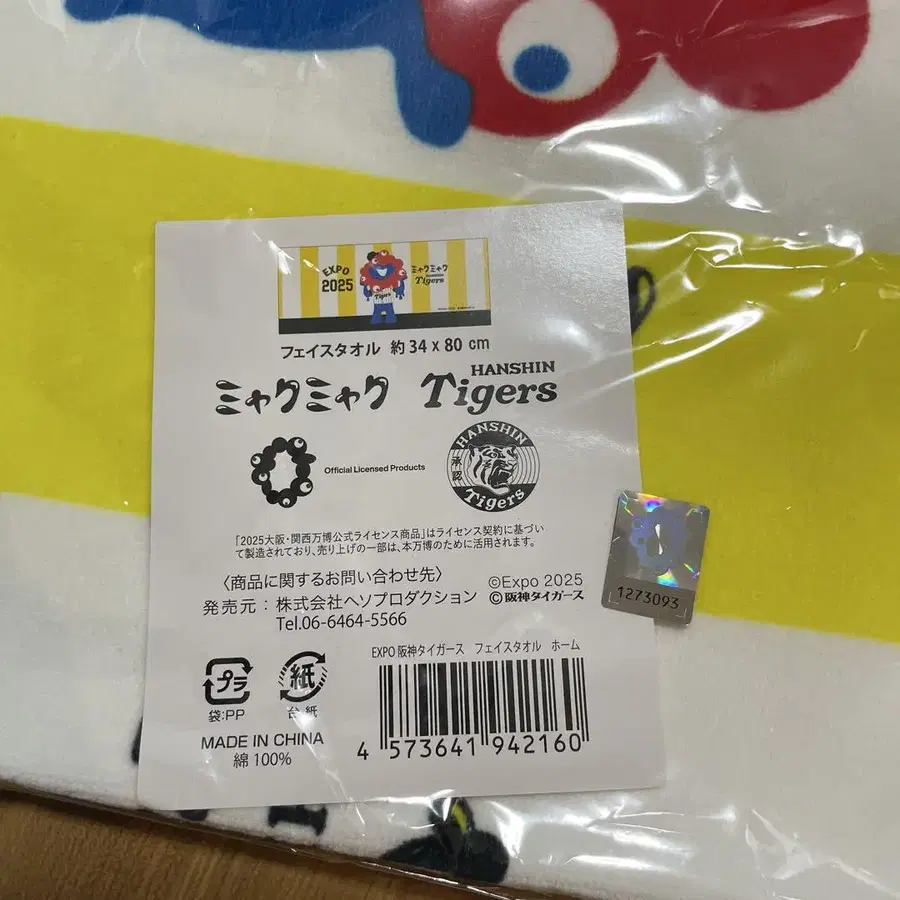 EXPO
2025
ミャクミャク
HANSHIN
Tigers
Tigers
フェイスタオル 約34 x 80 cm
ミャクミャク
HANSHIN
Tigers
Official Licensed Products
HANSHIN
承認
Tigers
「2025大阪・関西万博公式ライセンス商品」はライセンス契約に基づい
て製造されており、売り上げの一部は、本万博のために活用されます。
〈商品に関するお問い合わせ先〉
発売元：株式会社ヘソプロダクション
Tel.06-6464-5566
©Expo 2025
©阪神タイガース
1273093
EXPO 阪神タイガース フェイスタオル ホーム
プラ
袋:PP
紙
台紙
MADE IN CHINA
綿 100%
4 573641 942160